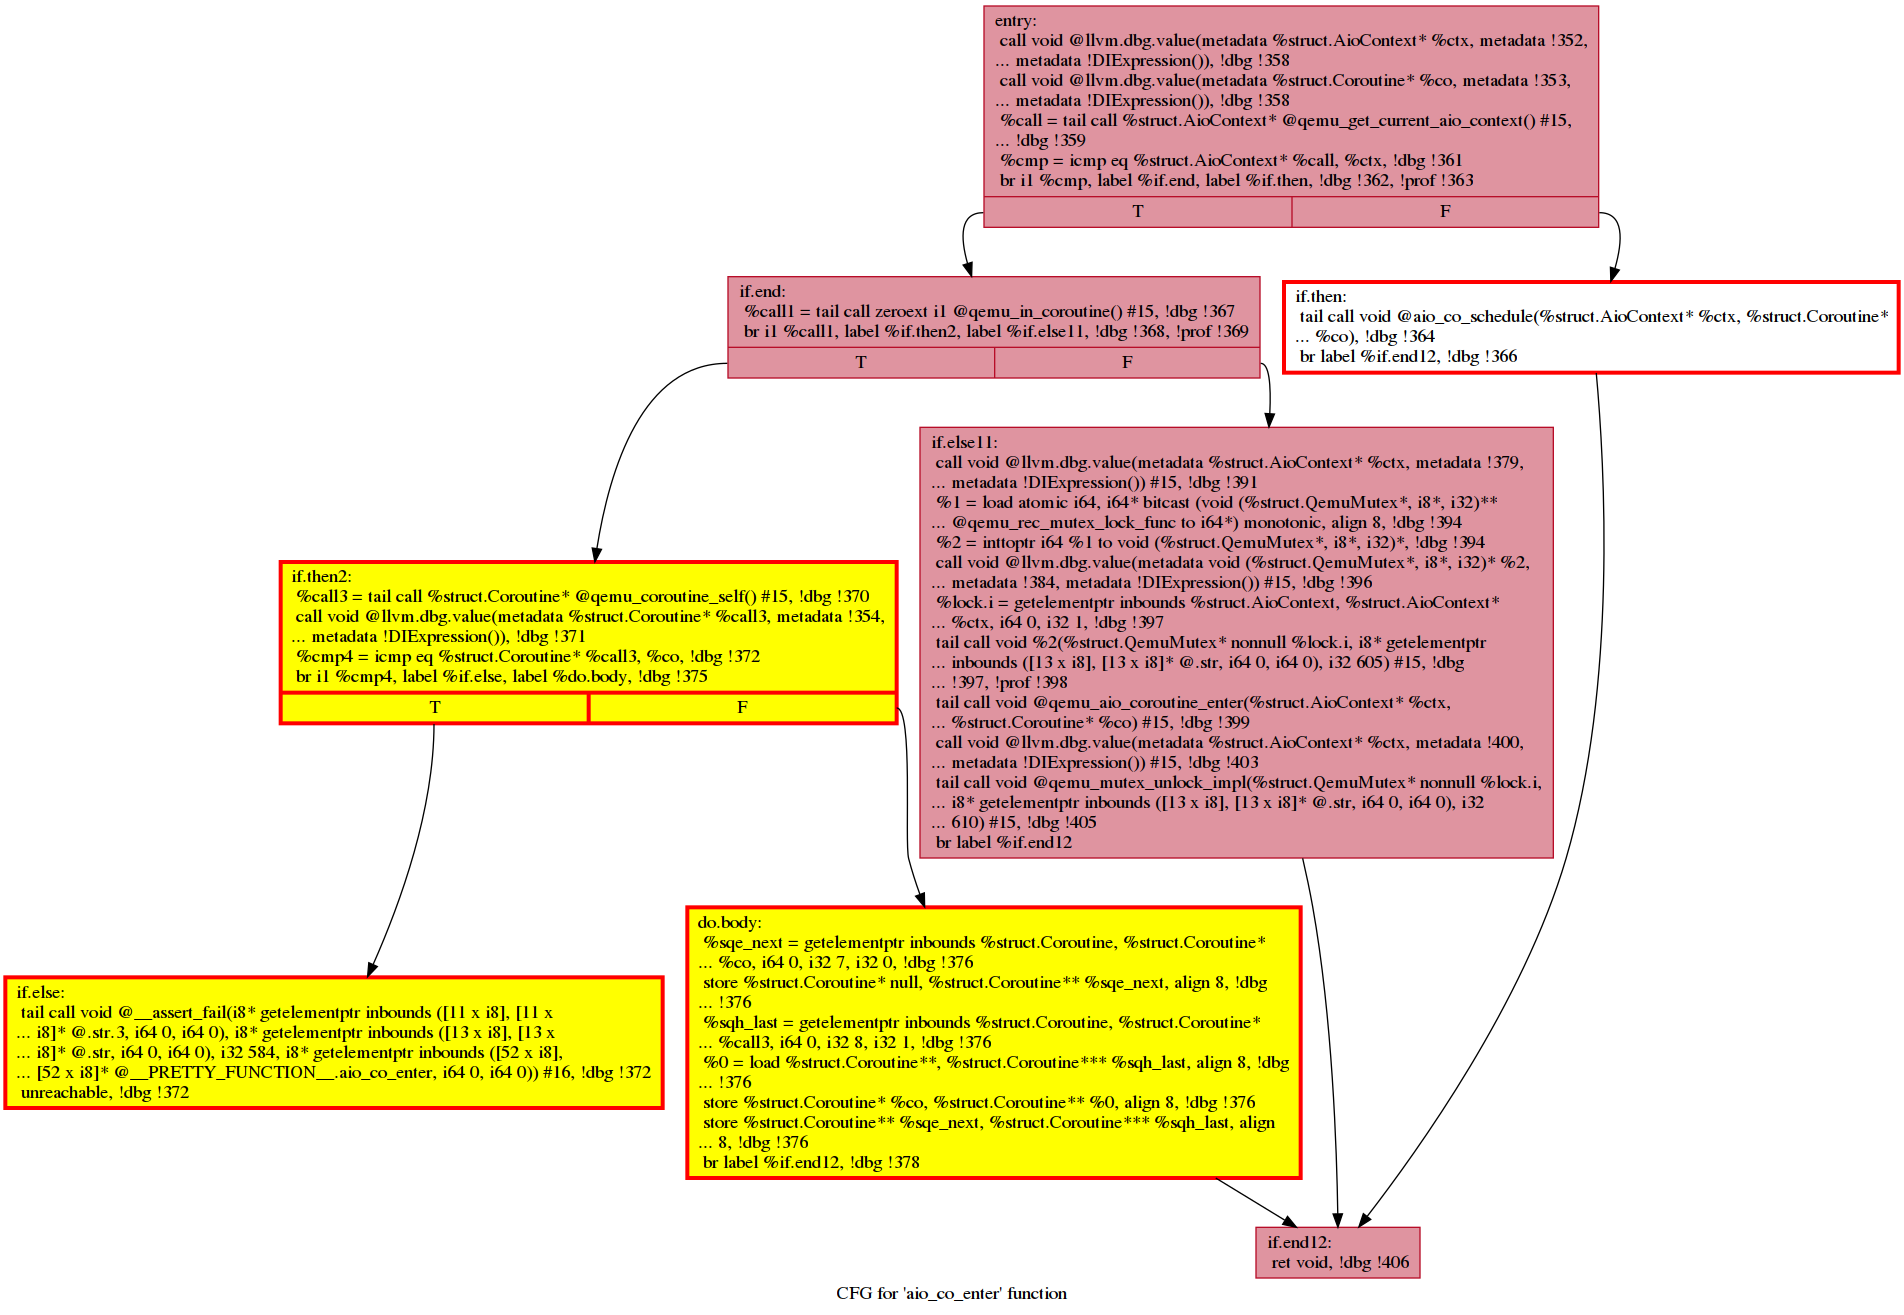 entry:
call void @llvm.dbg.value(metadata %struct.AioContext* %ctx, metadata !352,
... metadata !DIExpression()), !dbg !358
call void @llvm.dbg.value(metadata %struct.Coroutine* %co, metadata !353,
... metadata !DIExpression()), !dbg !358
%call = tail call %struct.AioContext* @qemu_get_current_aio_context() #15,
... !dbg !359
%cmp = icmp eq %struct.AioContext* %call, %ctx, !dbg !361
br i1 %cmp, label %if.end, label %if.then, !dbg !362, !prof !363
T
F
if.end:
%call1 = tail call zeroext i1 @qemu_in_coroutine() #15, !dbg !367
br i1 %call1, label %if.then2, label %if.else11, !dbg !368, !prof !369
T
F
if.then:
tail call void @aio_co_schedule(%struct.AioContext* %ctx, %struct.Coroutine*
... %co), !dbg !364
br label %if.end12, !dbg !366
if.else11:
call void @llvm.dbg.value(metadata %struct.AioContext* %ctx, metadata !379,
... metadata !DIExpression()) #15, !dbg !391
%1 = load atomic i64, i64* bitcast (void (%struct.QemuMutex*, i8*, i32)**
... @qemu_rec_mutex_lock_func to i64*) monotonic, align 8, !dbg !394
%2 = inttoptr i64 %1 to void (%struct.QemuMutex*, i8*, i32)*, !dbg !394
call void @llvm.dbg.value(metadata void (%struct.QemuMutex*, i8*, i32)* %2,
... metadata !384, metadata !DIExpression()) #15, !dbg !396
%lock.i = getelementptr inbounds %struct.AioContext, %struct.AioContext*
... %ctx, i64 0, i32 1, !dbg !397
tail call void %2(%struct.QemuMutex* nonnull %lock.i, i8* getelementptr
... inbounds ([13 x i8], [13 x i8]* @.str, i64 0, i64 0), i32 605) #15, !dbg
... !397, !prof !398
tail call void @qemu_aio_coroutine_enter(%struct.AioContext* %ctx,
... %struct.Coroutine* %co) #15, !dbg !399
call void @llvm.dbg.value(metadata %struct.AioContext* %ctx, metadata !400,
... metadata !DIExpression()) #15, !dbg !403
tail call void @qemu_mutex_unlock_impl(%struct.QemuMutex* nonnull %lock.i,
... i8* getelementptr inbounds ([13 x i8], [13 x i8]* @.str, i64 0, i64 0), i32
... 610) #15, !dbg !405
br label %if.end12
if.then2:
%call3 = tail call %struct.Coroutine* @qemu_coroutine_self() #15, !dbg !370
call void @llvm.dbg.value(metadata %struct.Coroutine* %call3, metadata !354,
... metadata !DIExpression()), !dbg !371
%cmp4 = icmp eq %struct.Coroutine* %call3, %co, !dbg !372
br i1 %cmp4, label %if.else, label %do.body, !dbg !375
T
F
do.body:
%sqe_next = getelementptr inbounds %struct.Coroutine, %struct.Coroutine*
... %co, i64 0, i32 7, i32 0, !dbg !376
store %struct.Coroutine* null, %struct.Coroutine** %sqe_next, align 8, !dbg
... !376
%sqh_last = getelementptr inbounds %struct.Coroutine, %struct.Coroutine*
... %call3, i64 0, i32 8, i32 1, !dbg !376
%0 = load %struct.Coroutine**, %struct.Coroutine*** %sqh_last, align 8, !dbg
... !376
store %struct.Coroutine* %co, %struct.Coroutine** %0, align 8, !dbg !376
store %struct.Coroutine** %sqe_next, %struct.Coroutine*** %sqh_last, align
... 8, !dbg !376
br label %if.end12, !dbg !378
if.else:
tail call void @__assert_fail(i8* getelementptr inbounds ([11 x i8], [11 x
... i8]* @.str.3, i64 0, i64 0), i8* getelementptr inbounds ([13 x i8], [13 x
... i8]* @.str, i64 0, i64 0), i32 584, i8* getelementptr inbounds ([52 x i8],
... [52 x i8]* @__PRETTY_FUNCTION__.aio_co_enter, i64 0, i64 0)) #16, !dbg !372
unreachable, !dbg !372
if.end12:
ret void, !dbg !406
CFG for 'aio_co_enter' function